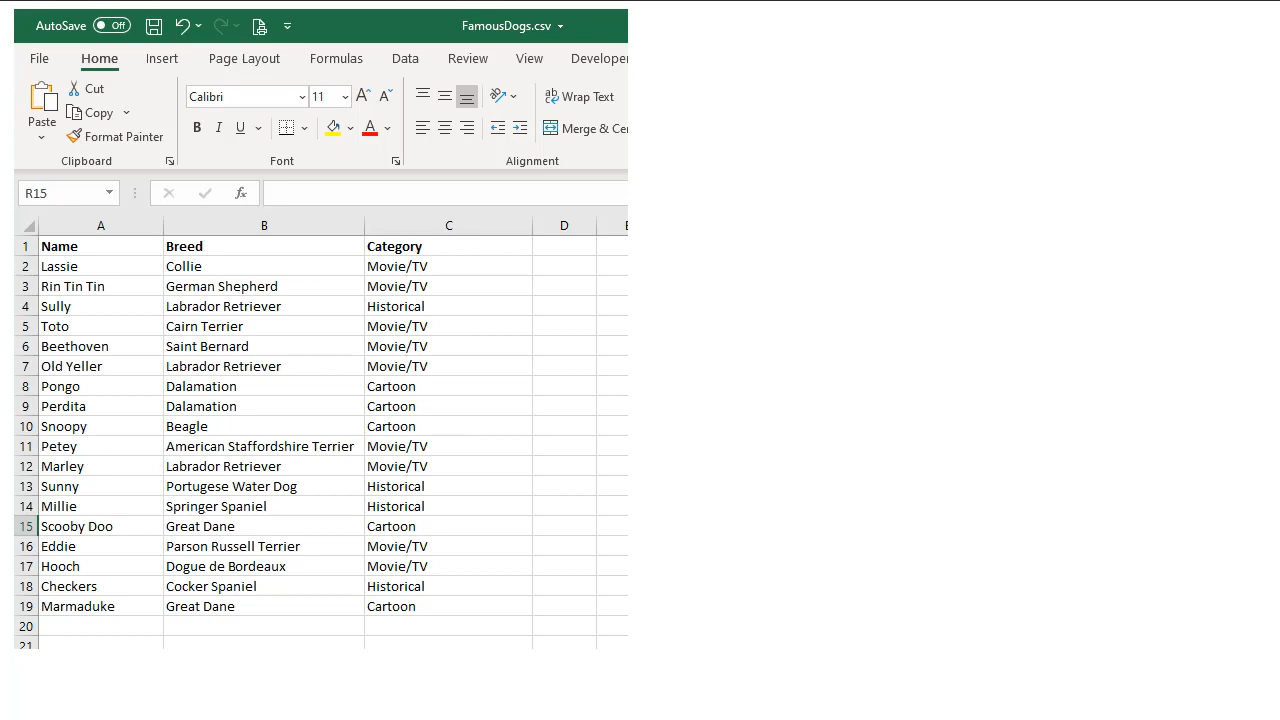 AutoSave Off FamousDogs.csv
File Home Insert Page Layout Formulas Data Review View Developer
Cut
Copy
Format Painter
Paste
Calibri 11
B I U A
ab Wrap Text
Merge & Cer
Clipboard Font Alignment
R15 fx
A B C D E
1 Name Breed Category
2 Lassie Collie Movie/TV
3 Rin Tin Tin German Shepherd Movie/TV
4 Sully Labrador Retriever Historical
5 Toto Cairn Terrier Movie/TV
6 Beethoven Saint Bernard Movie/TV
7 Old Yeller Labrador Retriever Movie/TV
8 Pongo Dalamation Cartoon
9 Perdita Dalamation Cartoon
10 Snoopy Beagle Cartoon
11 Petey American Staffordshire Terrier Movie/TV
12 Marley Labrador Retriever Movie/TV
13 Sunny Portugese Water Dog Historical
14 Millie Springer Spaniel Historical
15 Scooby Doo Great Dane Cartoon
16 Eddie Parson Russell Terrier Movie/TV
17 Hooch Dogue de Bordeaux Movie/TV
18 Checkers Cocker Spaniel Historical
19 Marmaduke Great Dane Cartoon
20
21